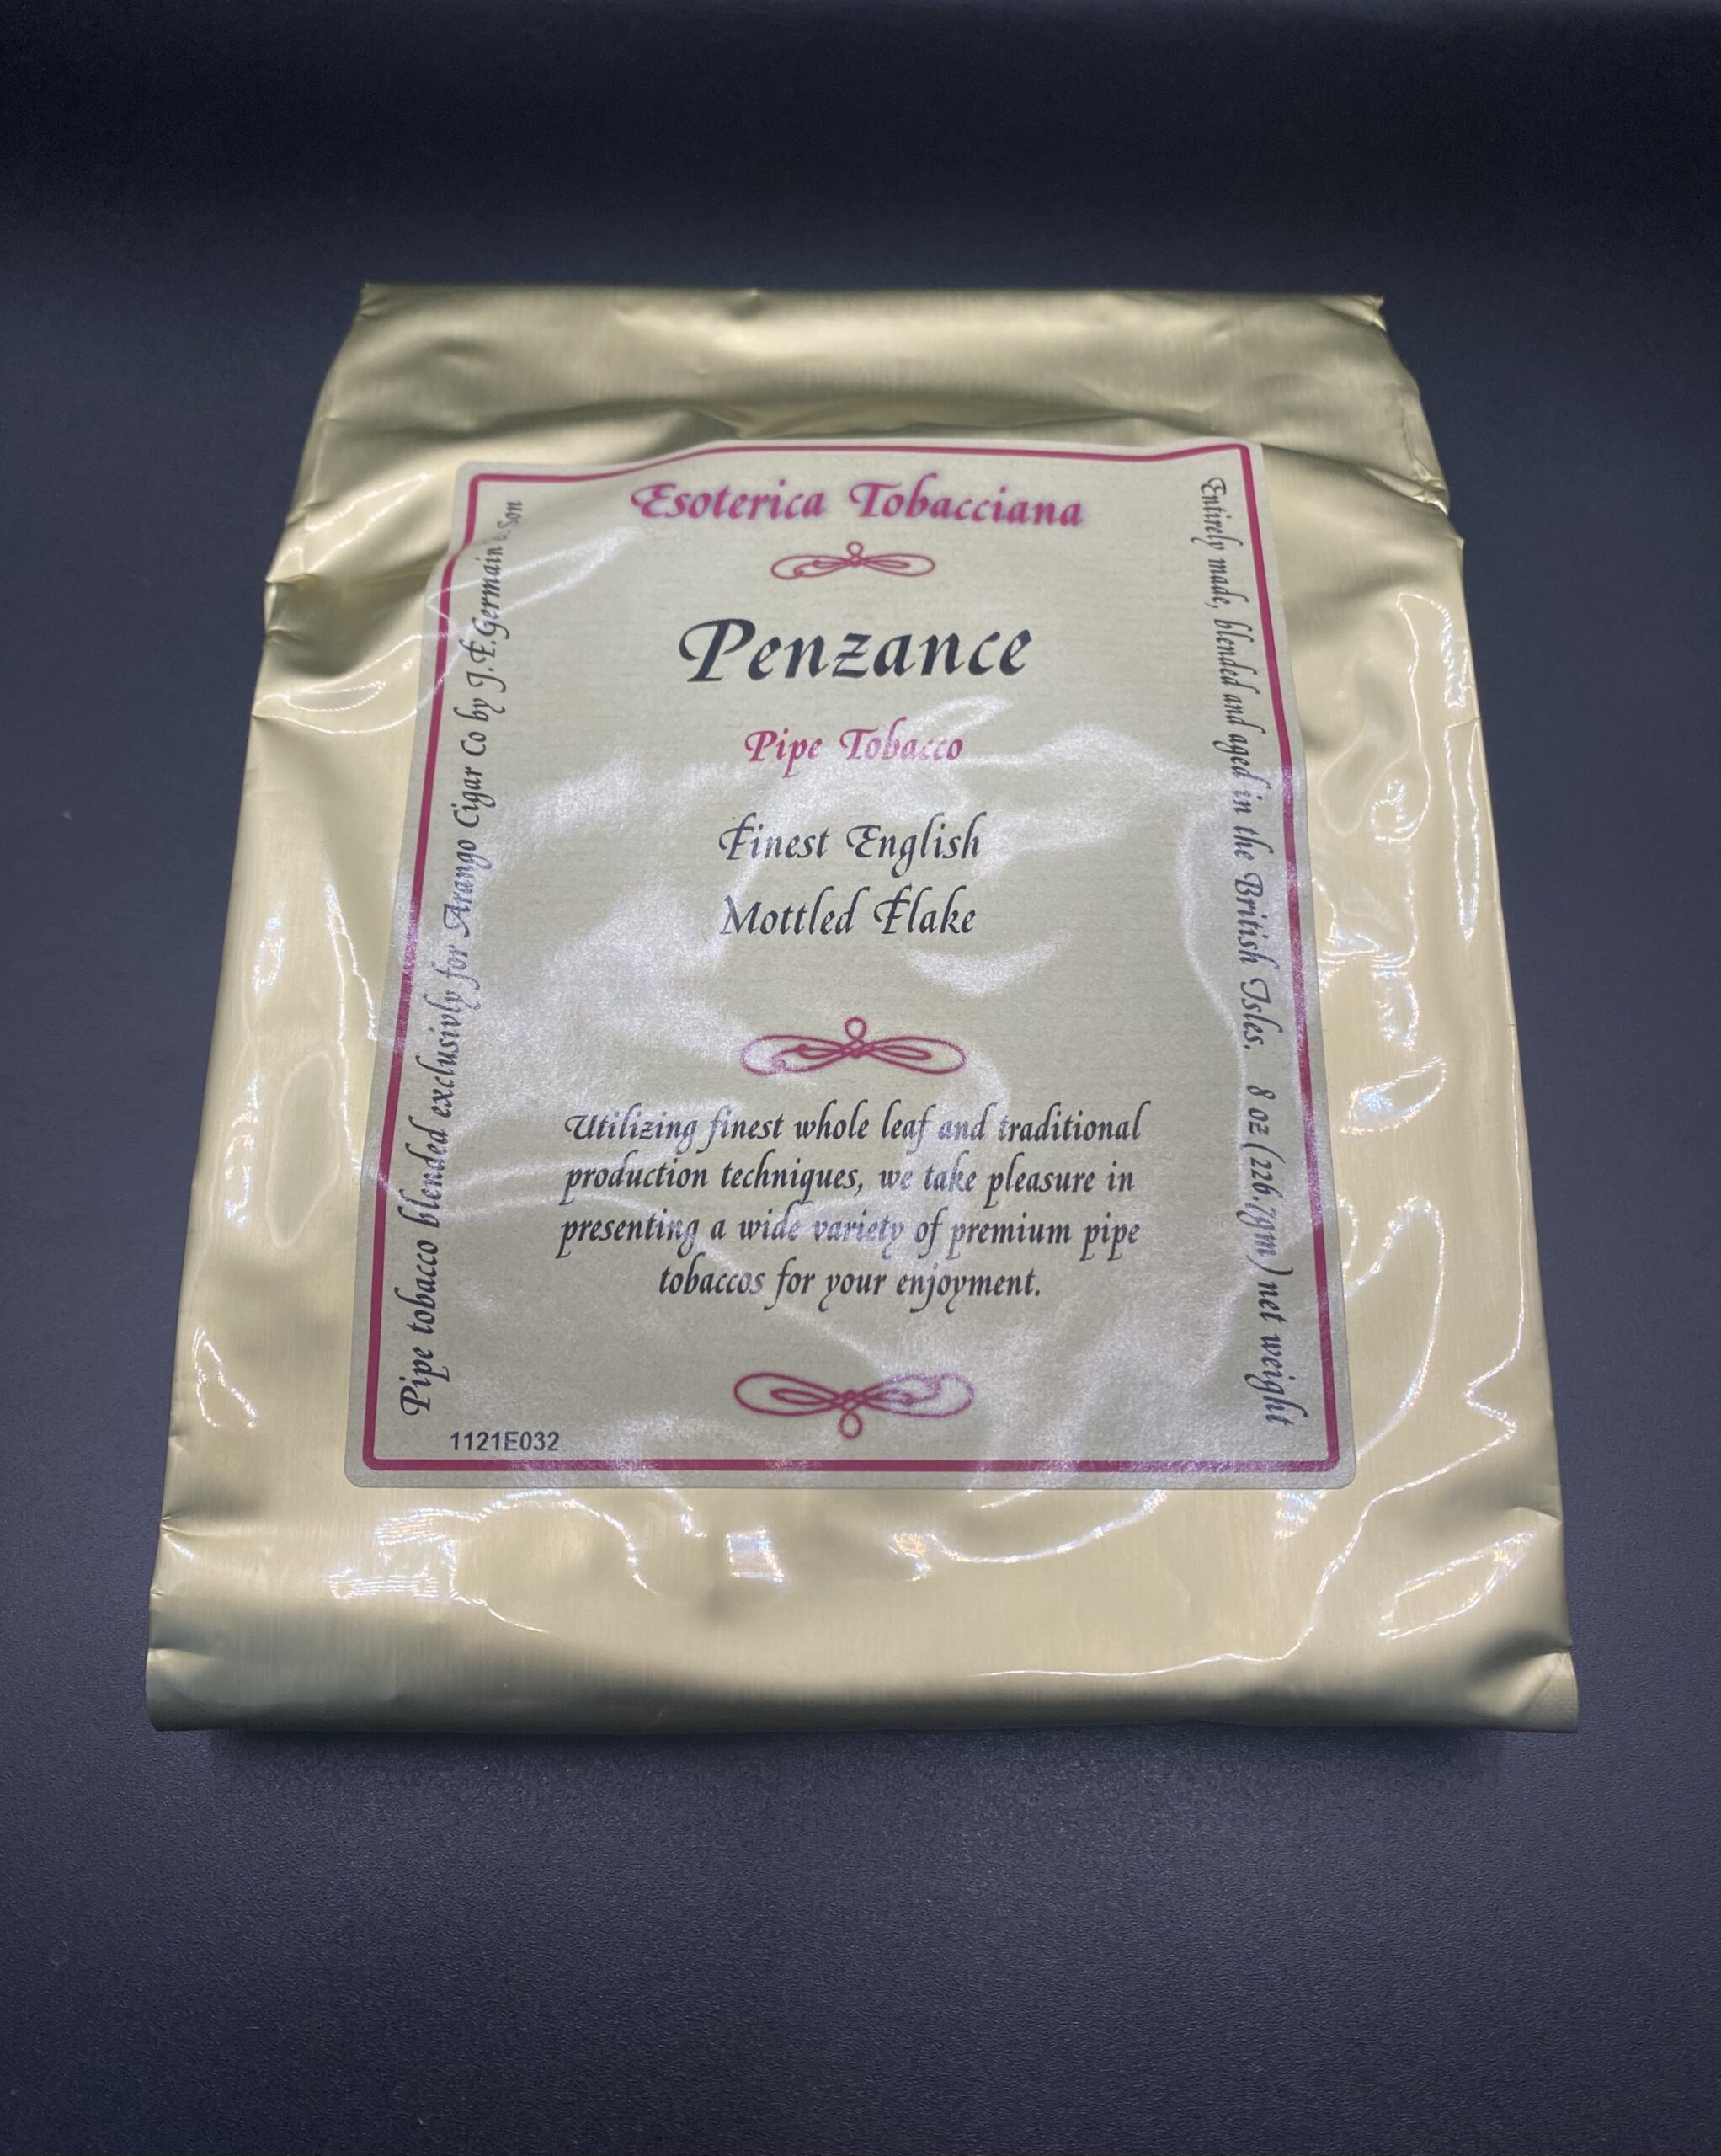 Esoterica Tobacciana
Penzance
Pipe Tobacco
Finest English
Mottled Flake
Utilizing finest whole leaf and traditional
production techniques, we take pleasure in
presenting a wide variety of premium pipe
tobaccos for your enjoyment.
Pipe tobacco blended exclusivly for Arango Cigar Co by J.F.Germain & Son
Entirely made, blended and aged in the British Isles. 8 oz (226.79gm) net weight
1121E032